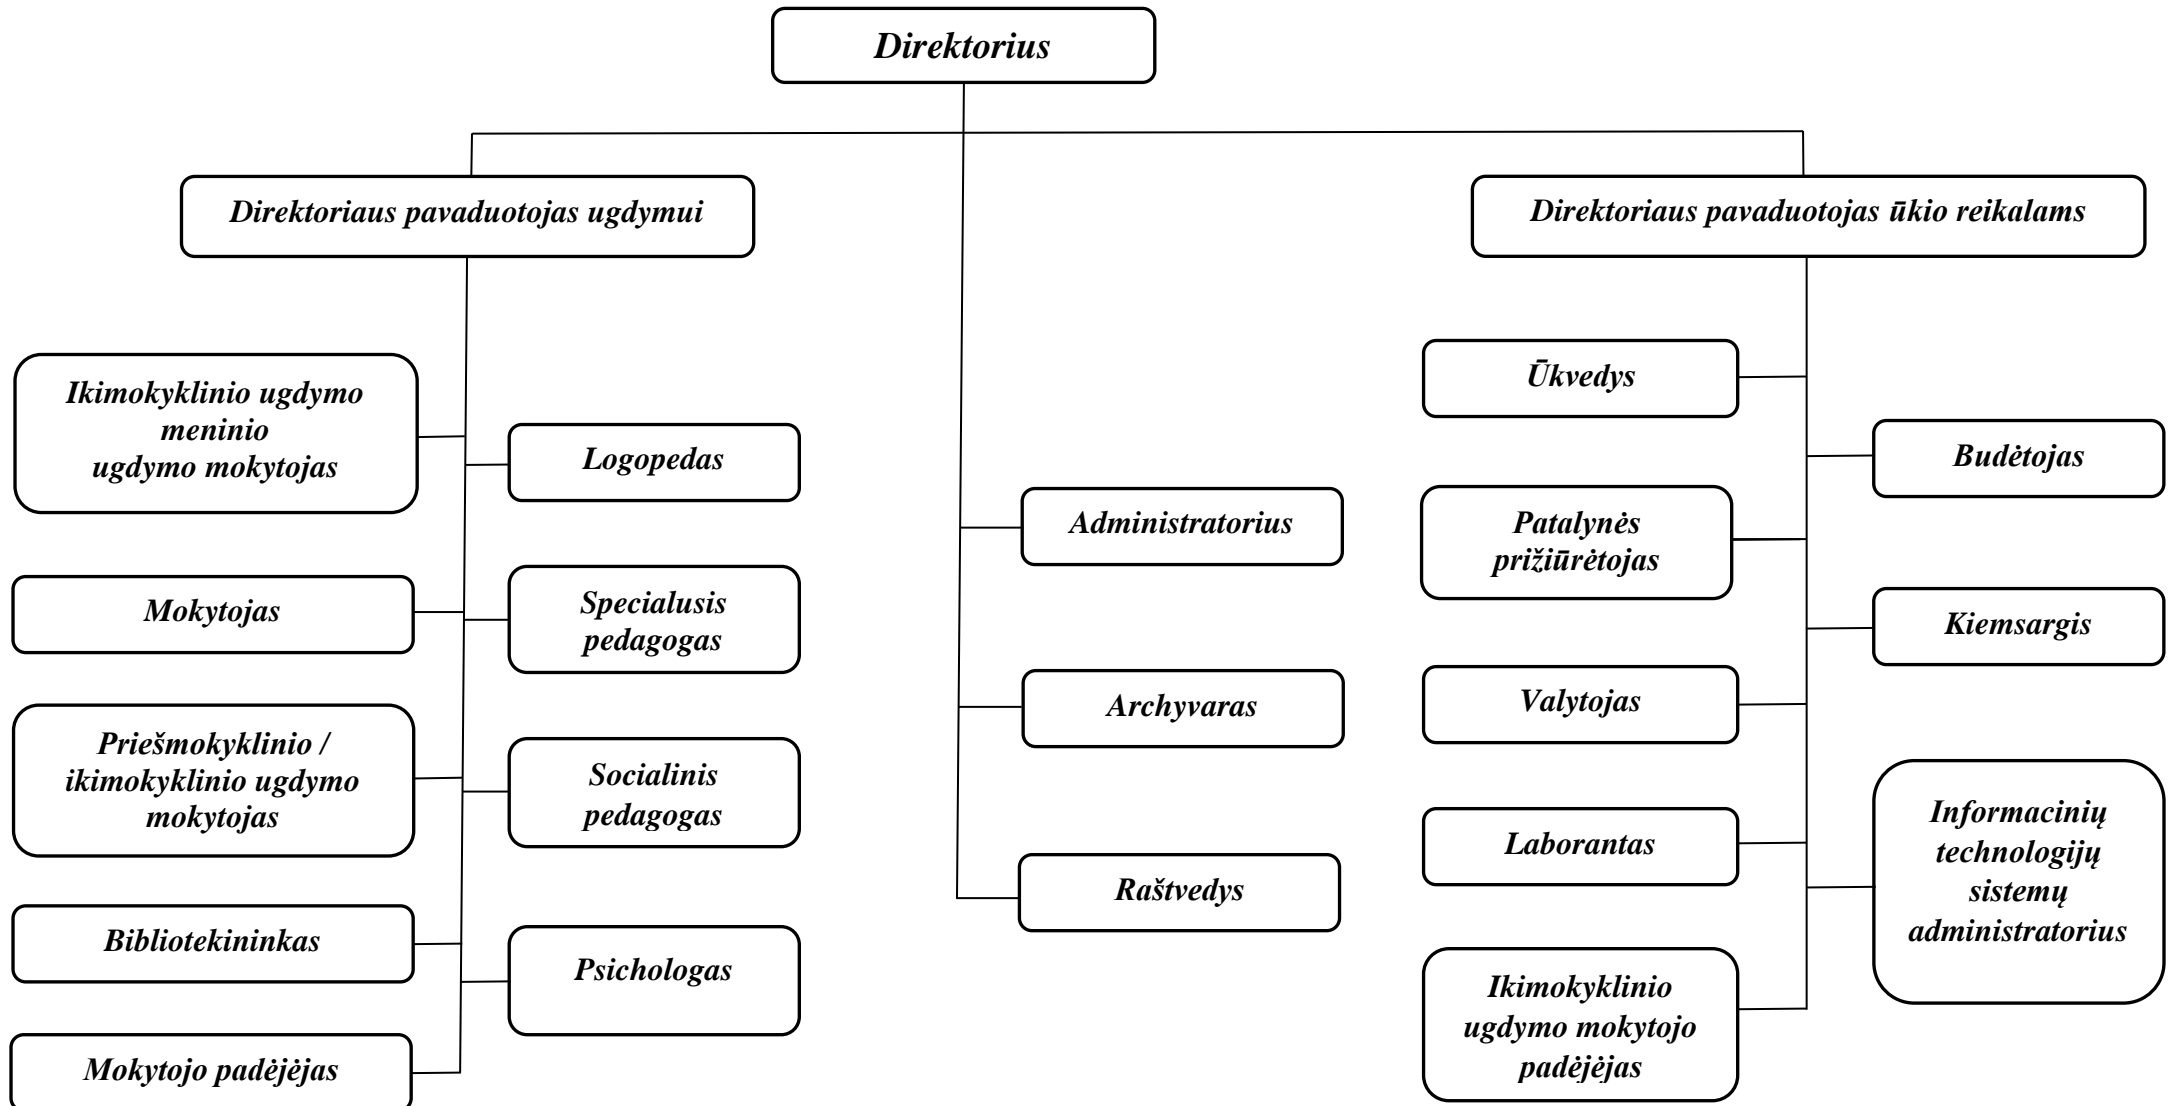 Direktorius
Direktoriaus pavaduotojas ugdymui
Direktoriaus pavaduotojas ūkio reikalams
Ikimokyklinio ugdymo
meninio
ugdymo mokytojas
Mokytojas
Priešmokyklinio /
ikimokyklinio ugdymo
mokytojas
Bibliotekininkas
Mokytojo padėjėjas
Logopedas
Specialusis
pedagogas
Socialinis
pedagogas
Psichologas
Administratorius
Archyvaras
Raštvedys
Ūkvedys
Patalynės
prižiūrėtojas
Valytojas
Laborantas
Ikimokyklinio
ugdymo mokytojo
padėjėjas
Budėtojas
Kiemsargis
Informacinių
technologijų
sistemų
administratorius